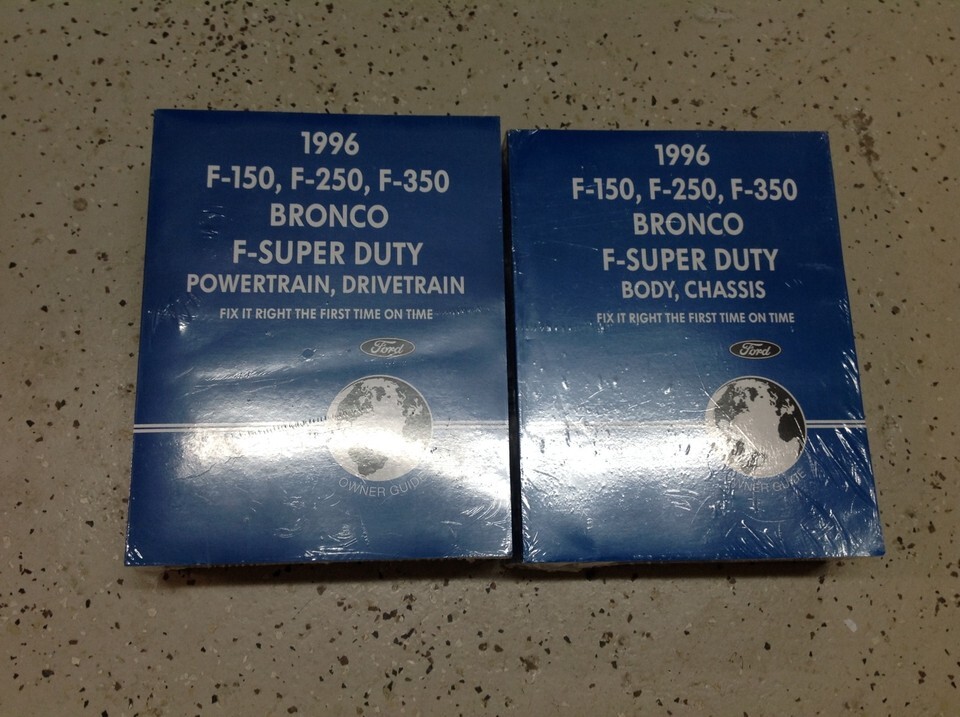 1996
F-150, F-250, F-350
BRONCO
F-SUPER DUTY
POWERTRAIN, DRIVETRAIN
FIX IT RIGHT THE FIRST TIME ON TIME
Ford
OWNER GUIDE
1996
F-150, F-250, F-350
BRONCO
F-SUPER DUTY
BODY, CHASSIS
FIX IT RIGHT THE FIRST TIME ON TIME
Ford
OWNER GUIDE